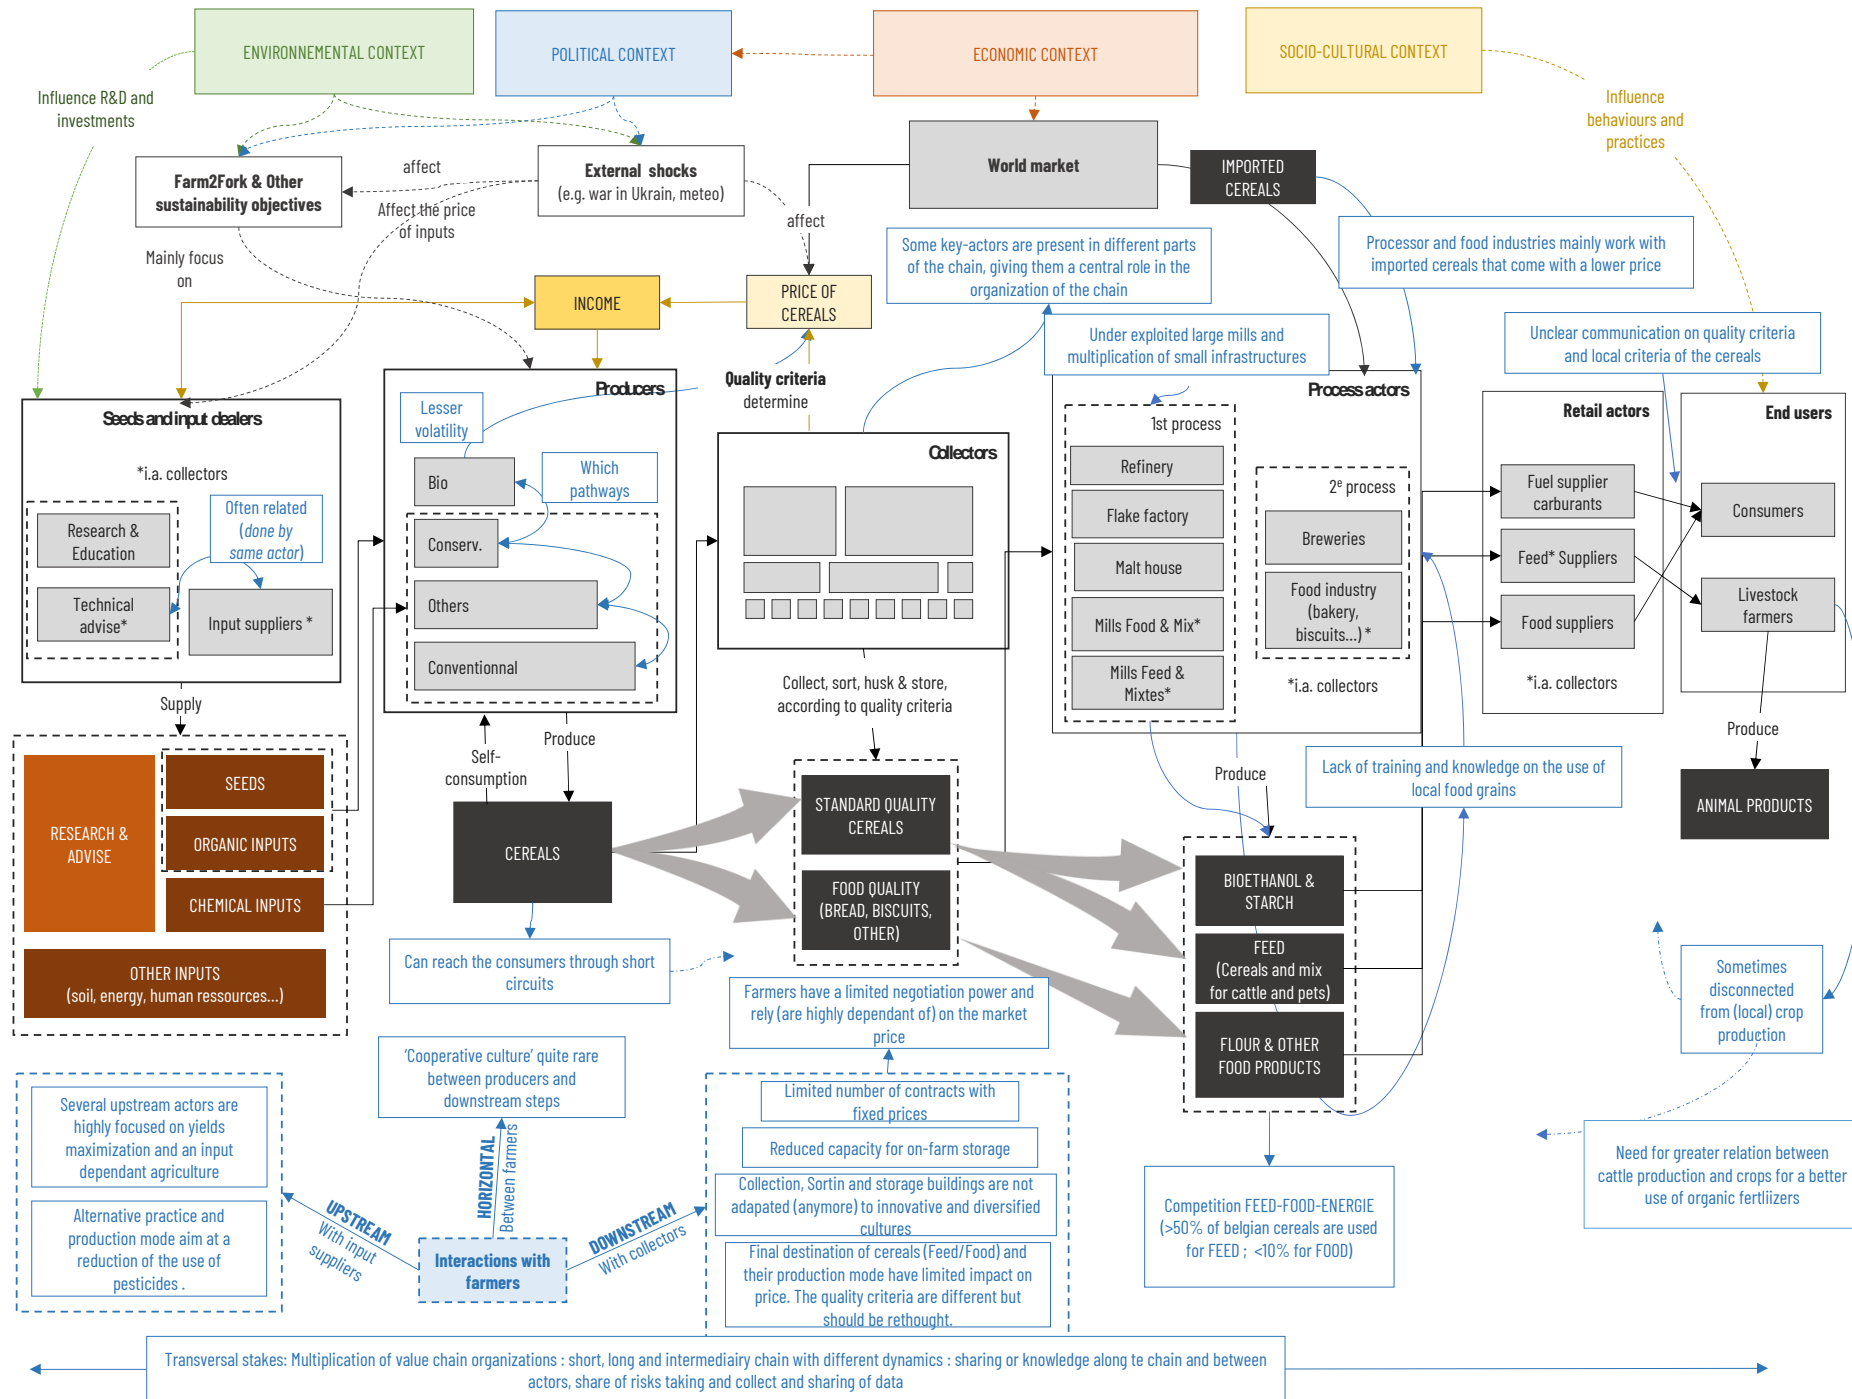 ENVIRONNEMENTAL CONTEXT
POLITICAL CONTEXT
ECONOMIC CONTEXT
SOCIO-CULTURAL CONTEXT
Influence R&D and
investments
Influence
behaviours and
practices
Farm2Fork & Other
sustainability objectives
affect
External shocks
(e.g. war in Ukrain, meteo)
World market
IMPORTED
CEREALS
Affect the price
of inputs
affect
Mainly focus
on
Some key-actors are present in different parts
of the chain, giving them a central role in the
organization of the chain
Processor and food industries mainly work with
imported cereals that come with a lower price
INCOME
PRICE OF
CEREALS
Under exploited large mills and
multiplication of small infrastructures
Unclear communication on quality criteria
and local criteria of the cereals
Quality criteria
determine
Seeds and input dealers
*i.a. collectors
Research &
Education
Often related
(done by
same actor)
Technical
advise*
Input suppliers *
Supply
Producers
Lesser
volatility
Bio
Which
pathways
Conserv.
Others
Conventionnal
Collectors
Collect, sort, husk & store,
according to quality criteria
Process actors
1st process
Refinery
Flake factory
Malt house
Mills Food & Mix*
Mills Feed &
Mixtes*
2e process
Breweries
Food industry
(bakery,
biscuits...) *
*i.a. collectors
Retail actors
Fuel supplier
carburants
Feed* Suppliers
Food suppliers
*i.a. collectors
End users
Consumers
Livestock
farmers
Produce
ANIMAL PRODUCTS
RESEARCH &
ADVISE
SEEDS
ORGANIC INPUTS
CHEMICAL INPUTS
OTHER INPUTS
(soil, energy, human ressources...)
Self-
consumption
Produce
CEREALS
STANDARD QUALITY
CEREALS
FOOD QUALITY
(BREAD, BISCUITS,
OTHER)
Produce
Lack of training and knowledge on the use of
local food grains
BIOETHANOL &
STARCH
FEED
(Cereals and mix
for cattle and pets)
FLOUR & OTHER
FOOD PRODUCTS
Can reach the consumers through short
circuits
Farmers have a limited negotiation power and
rely (are highly dependant of) on the market
price
Sometimes
disconnected
from (local) crop
production
'Cooperative culture' quite rare
between producers and
downstream steps
Several upstream actors are
highly focused on yields
maximization and an input
dependant agriculture
Alternative practice and
production mode aim at a
reduction of the use of
pesticides .
UPSTREAM
With input
suppliers
HORIZONTAL
Between farmers
DOWNSTREAM
With collectors
Interactions with
farmers
Limited number of contracts with
fixed prices
Reduced capacity for on-farm storage
Collection, Sortin and storage buildings are not
adapated (anymore) to innovative and diversified
cultures
Final destination of cereals (Feed/Food) and
their production mode have limited impact on
price. The quality criteria are different but
should be rethought.
Competition FEED-FOOD-ENERGIE
(>50% of belgian cereals are used
for FEED ; <10% for FOOD)
Need for greater relation between
cattle production and crops for a better
use of organic fertliizers
Transversal stakes: Multiplication of value chain organizations : short, long and intermediairy chain with different dynamics : sharing or knowledge along te chain and between
actors, share of risks taking and collect and sharing of data